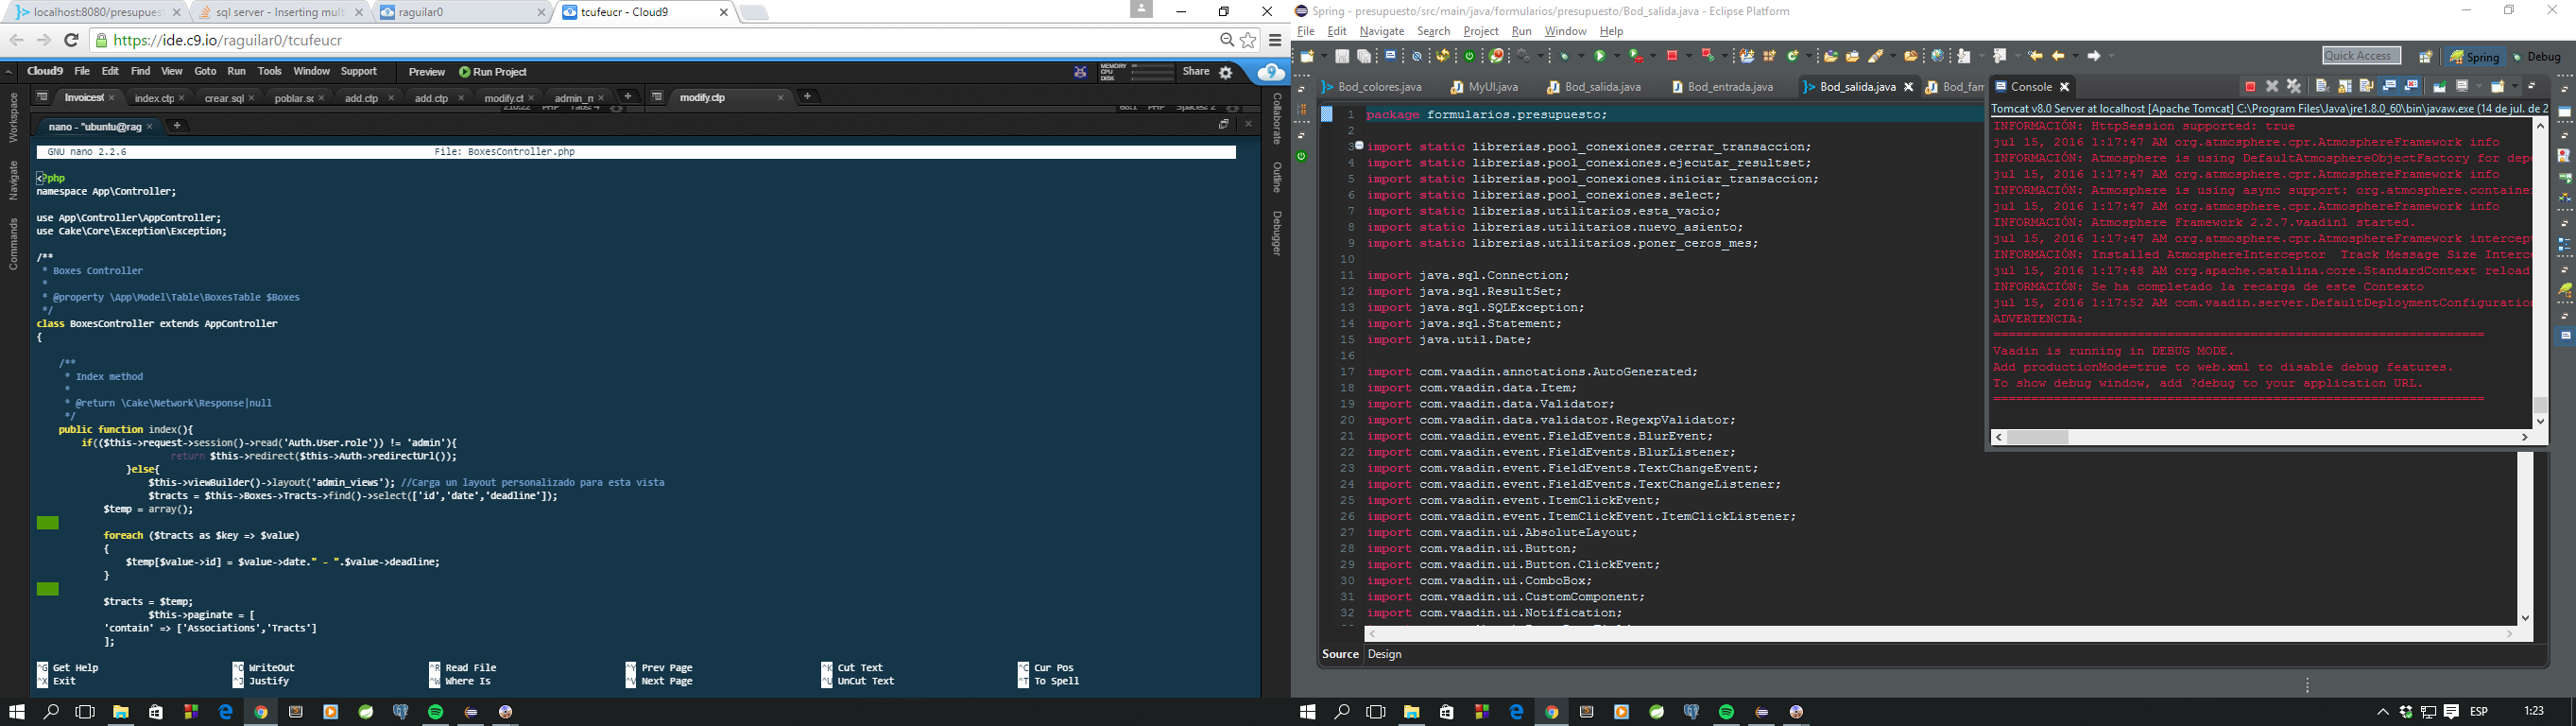 localhost:8080/presupues
sql server - Inserting mult
raguilar0
tcufeucr - Cloud9
https://ide.c9.io/raguilar0/tcufeucr
Cloud9 File Edit Find View Goto Run Tools Window Support Preview Run Project MEMORY CPU DISK Share
Invoices( index.ctp crear.sql poblar.sc add.ctp add.ctp modify.ct admin_n modify.ctp
Workspace
Navigate
Commands
Collaborate
Outline
Debugger
nano - "ubuntu@rag
GNU nano 2.2.6 File: BoxesController.php
<?php
namespace App\Controller;
use App\Controller\AppController;
use Cake\Core\Exception\Exception;
/**
* Boxes Controller
*
* @property \App\Model\Table\BoxesTable $Boxes
*/
class BoxesController extends AppController
{
/**
* Index method
*
* @return \Cake\Network\Response|null
*/
public function index(){
if(($this->request->session()->read('Auth.User.role')) != 'admin'){
return $this->redirect($this->Auth->redirectUrl());
}else{
$this->viewBuilder()->layout('admin_views'); //Carga un layout personalizado para esta vista
$tracts = $this->Boxes->Tracts->find()->select(['id','date','deadline']);
$temp = array();
foreach ($tracts as $key => $value)
{
$temp[$value->id] = $value->date." - ".$value->deadline;
}
$tracts = $temp;
$this->paginate = [
'contain' => ['Associations','Tracts']
];
^G Get Help ^O WriteOut ^R Read File ^Y Prev Page ^K Cut Text ^C Cur Pos
^X Exit ^J Justify ^W Where Is ^V Next Page ^U UnCut Text ^T To Spell
Spring - presupuesto/src/main/java/formularios/presupuesto/Bod_salida.java - Eclipse Platform
File Edit Navigate Search Project Run Window Help
Quick Access Spring Debug
Bod_colores.java MyUI.java Bod_salida.java Bod_entrada.java Bod_salida.java Bod_fam
1 package formularios.presupuesto;
2
3 import static librerias.pool_conexiones.cerrar_transaccion;
4 import static librerias.pool_conexiones.ejecutar_resultset;
5 import static librerias.pool_conexiones.iniciar_transaccion;
6 import static librerias.pool_conexiones.select;
7 import static librerias.utilitarios.esta_vacio;
8 import static librerias.utilitarios.nuevo_asiento;
9 import static librerias.utilitarios.poner_ceros_mes;
10
11 import java.sql.Connection;
12 import java.sql.ResultSet;
13 import java.sql.SQLException;
14 import java.sql.Statement;
15 import java.util.Date;
16
17 import com.vaadin.annotations.AutoGenerated;
18 import com.vaadin.data.Item;
19 import com.vaadin.data.Validator;
20 import com.vaadin.data.validator.RegexpValidator;
21 import com.vaadin.event.FieldEvents.BlurEvent;
22 import com.vaadin.event.FieldEvents.BlurListener;
23 import com.vaadin.event.FieldEvents.TextChangeEvent;
24 import com.vaadin.event.FieldEvents.TextChangeListener;
25 import com.vaadin.event.ItemClickEvent;
26 import com.vaadin.event.ItemClickEvent.ItemClickListener;
27 import com.vaadin.ui.AbsoluteLayout;
28 import com.vaadin.ui.Button;
29 import com.vaadin.ui.Button.ClickEvent;
30 import com.vaadin.ui.ComboBox;
31 import com.vaadin.ui.CustomComponent;
32 import com.vaadin.ui.Notification;
Source Design
Console
Tomcat v8.0 Server at localhost [Apache Tomcat] C:\Program Files\Java\jre1.8.0_60\bin\javaw.exe (14 de jul. de 2
INFORMACIÓN: HttpSession supported: true
jul 15, 2016 1:17:47 AM org.atmosphere.cpr.AtmosphereFramework info
INFORMACIÓN: Atmosphere is using DefaultAtmosphereObjectFactory for depe
jul 15, 2016 1:17:47 AM org.atmosphere.cpr.AtmosphereFramework info
INFORMACIÓN: Atmosphere is using async support: org.atmosphere.container
jul 15, 2016 1:17:47 AM org.atmosphere.cpr.AtmosphereFramework info
INFORMACIÓN: Atmosphere Framework 2.2.7.vaadin1 started.
jul 15, 2016 1:17:47 AM org.atmosphere.cpr.AtmosphereFramework intercep
INFORMACIÓN: Installed AtmosphereInterceptor  Track Message Size Interce
jul 15, 2016 1:17:48 AM org.apache.catalina.core.StandardContext reload
INFORMACIÓN: Se ha completado la recarga de este Contexto
jul 15, 2016 1:17:52 AM com.vaadin.server.DefaultDeploymentConfiguration
ADVERTENCIA:
=================================================================
Vaadin is running in DEBUG MODE.
Add productionMode=true to web.xml to disable debug features.
To show debug window, add ?debug to your application URL.
=================================================================
ESP 1:23